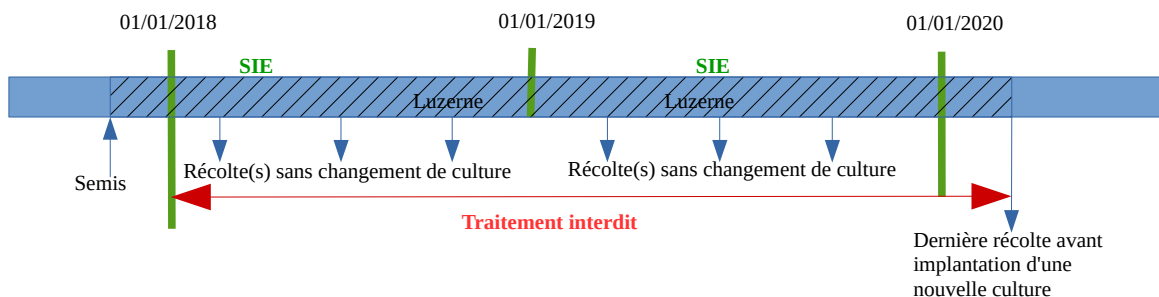 01/01/2018
01/01/2019
01/01/2020
SIE
SIE
Luzerne
Luzerne
Semis
Récolte(s) sans changement de culture
Récolte(s) sans changement de culture
Traitement interdit
Dernière récolte avant
implantation d'une
nouvelle culture